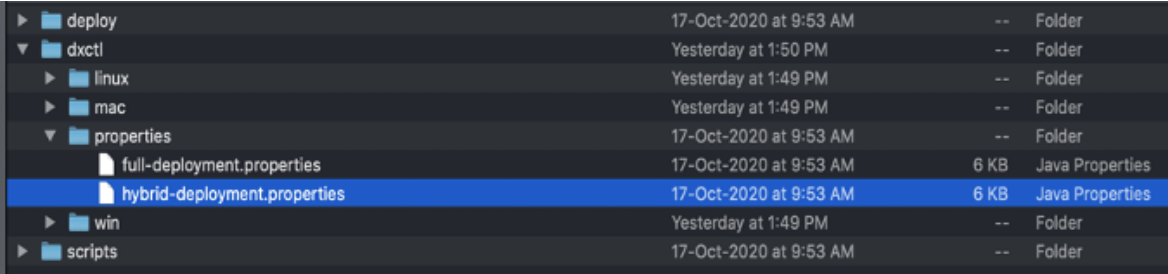 deploy 17-Oct-2020 at 9:53 AM -- Folder
dxctl Yesterday at 1:50 PM -- Folder
linux Yesterday at 1:49 PM -- Folder
mac Yesterday at 1:49 PM -- Folder
properties 17-Oct-2020 at 9:53 AM -- Folder
full-deployment.properties 17-Oct-2020 at 9:53 AM 6 KB Java Properties
hybrid-deployment.properties 17-Oct-2020 at 9:53 AM 6 KB Java Properties
win Yesterday at 1:49 PM -- Folder
scripts 17-Oct-2020 at 9:53 AM -- Folder